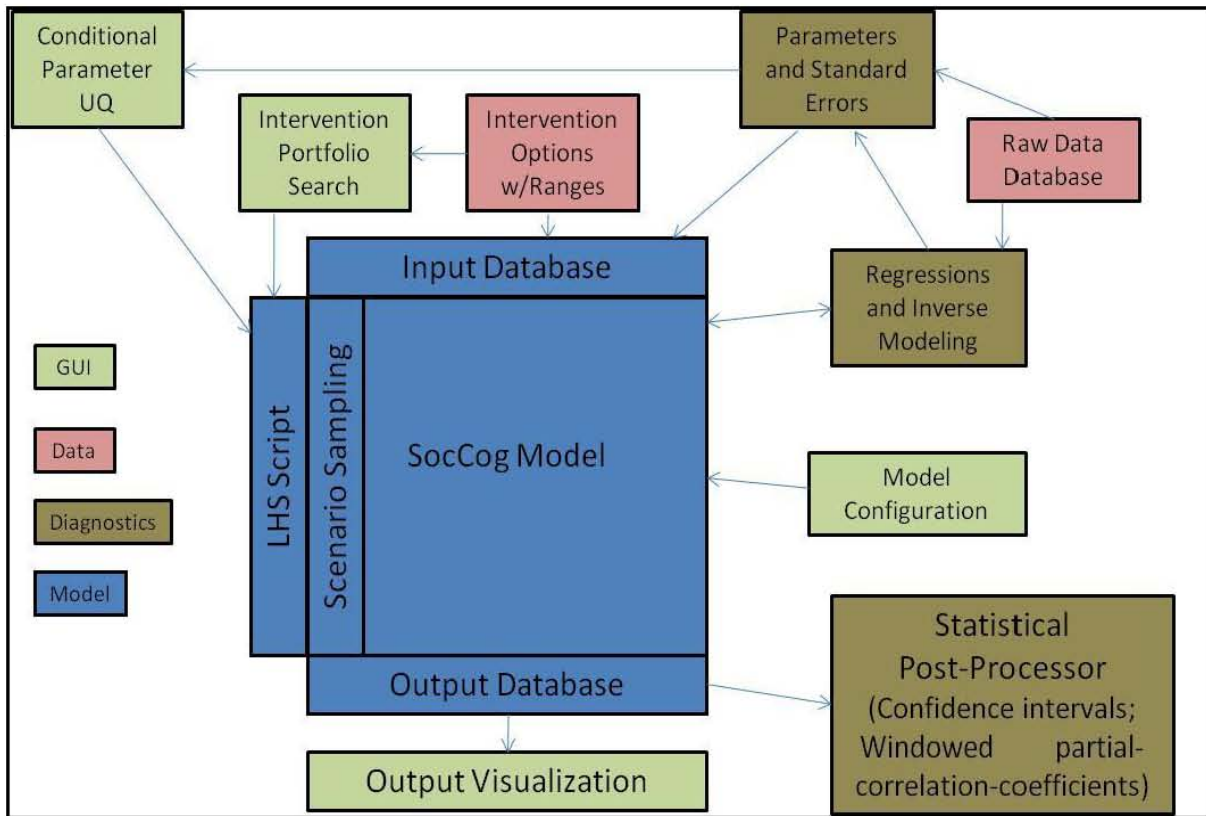 Conditional
Parameter
UQ
Parameters
and Standard
Errors
Intervention
Portfolio
Search
Intervention
Options
w/Ranges
Raw Data
Database
Input Database
Regressions
and Inverse
Modeling
GUI
Data
Diagnostics
Model
LHS Script
Scenario Sampling
SocCog Model
Model
Configuration
Output Database
Statistical
Post-Processor
(Confidence intervals;
Windowed partial-
correlation-coefficients)
Output Visualization